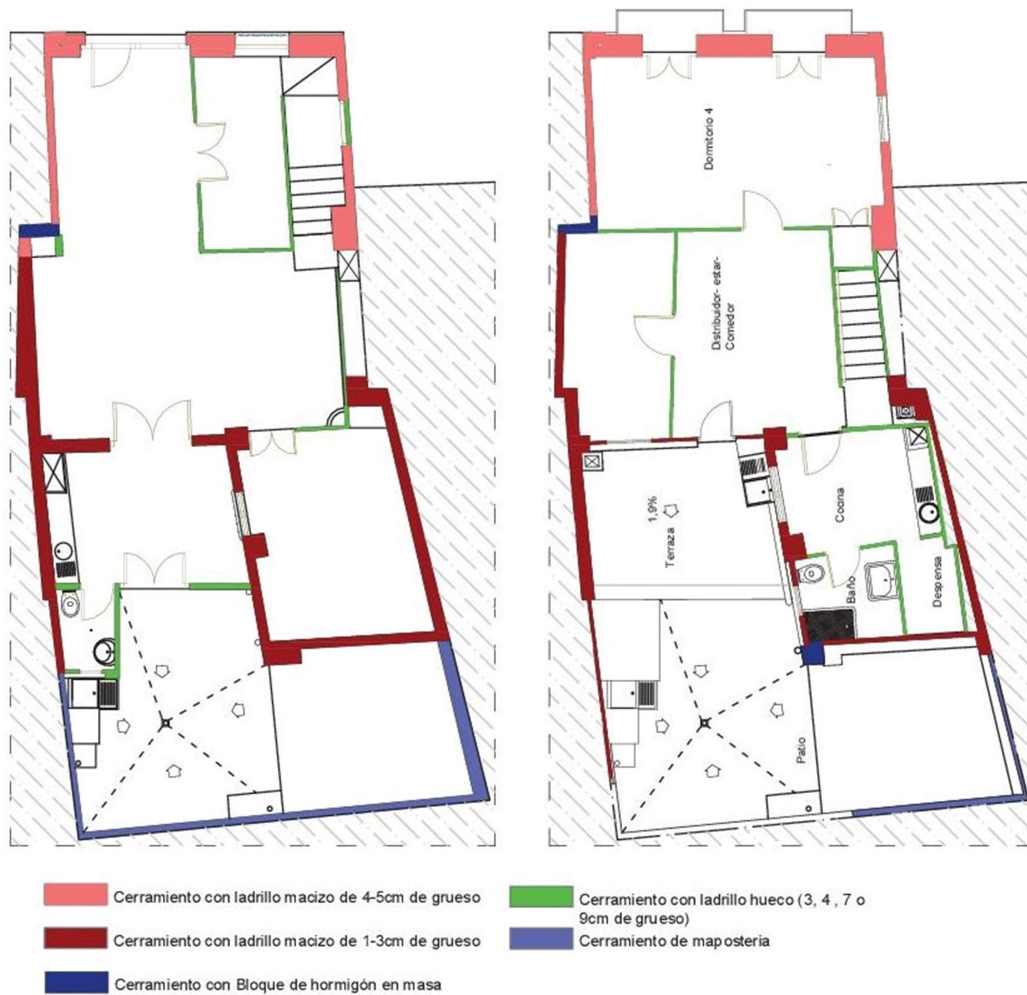 Dormitorio 4
Distribuidor- estar-
Comedor
1,9%
Terraza
Cocina
Baño
Despensa
Patio
Cerramiento con ladrillo macizo de 4-5cm de grueso
Cerramiento con ladrillo hueco (3, 4 , 7 o
9cm de grueso)
Cerramiento con ladrillo macizo de 1-3cm de grueso
Cerramiento de maposteria
Cerramiento con Bloque de hormigón en masa